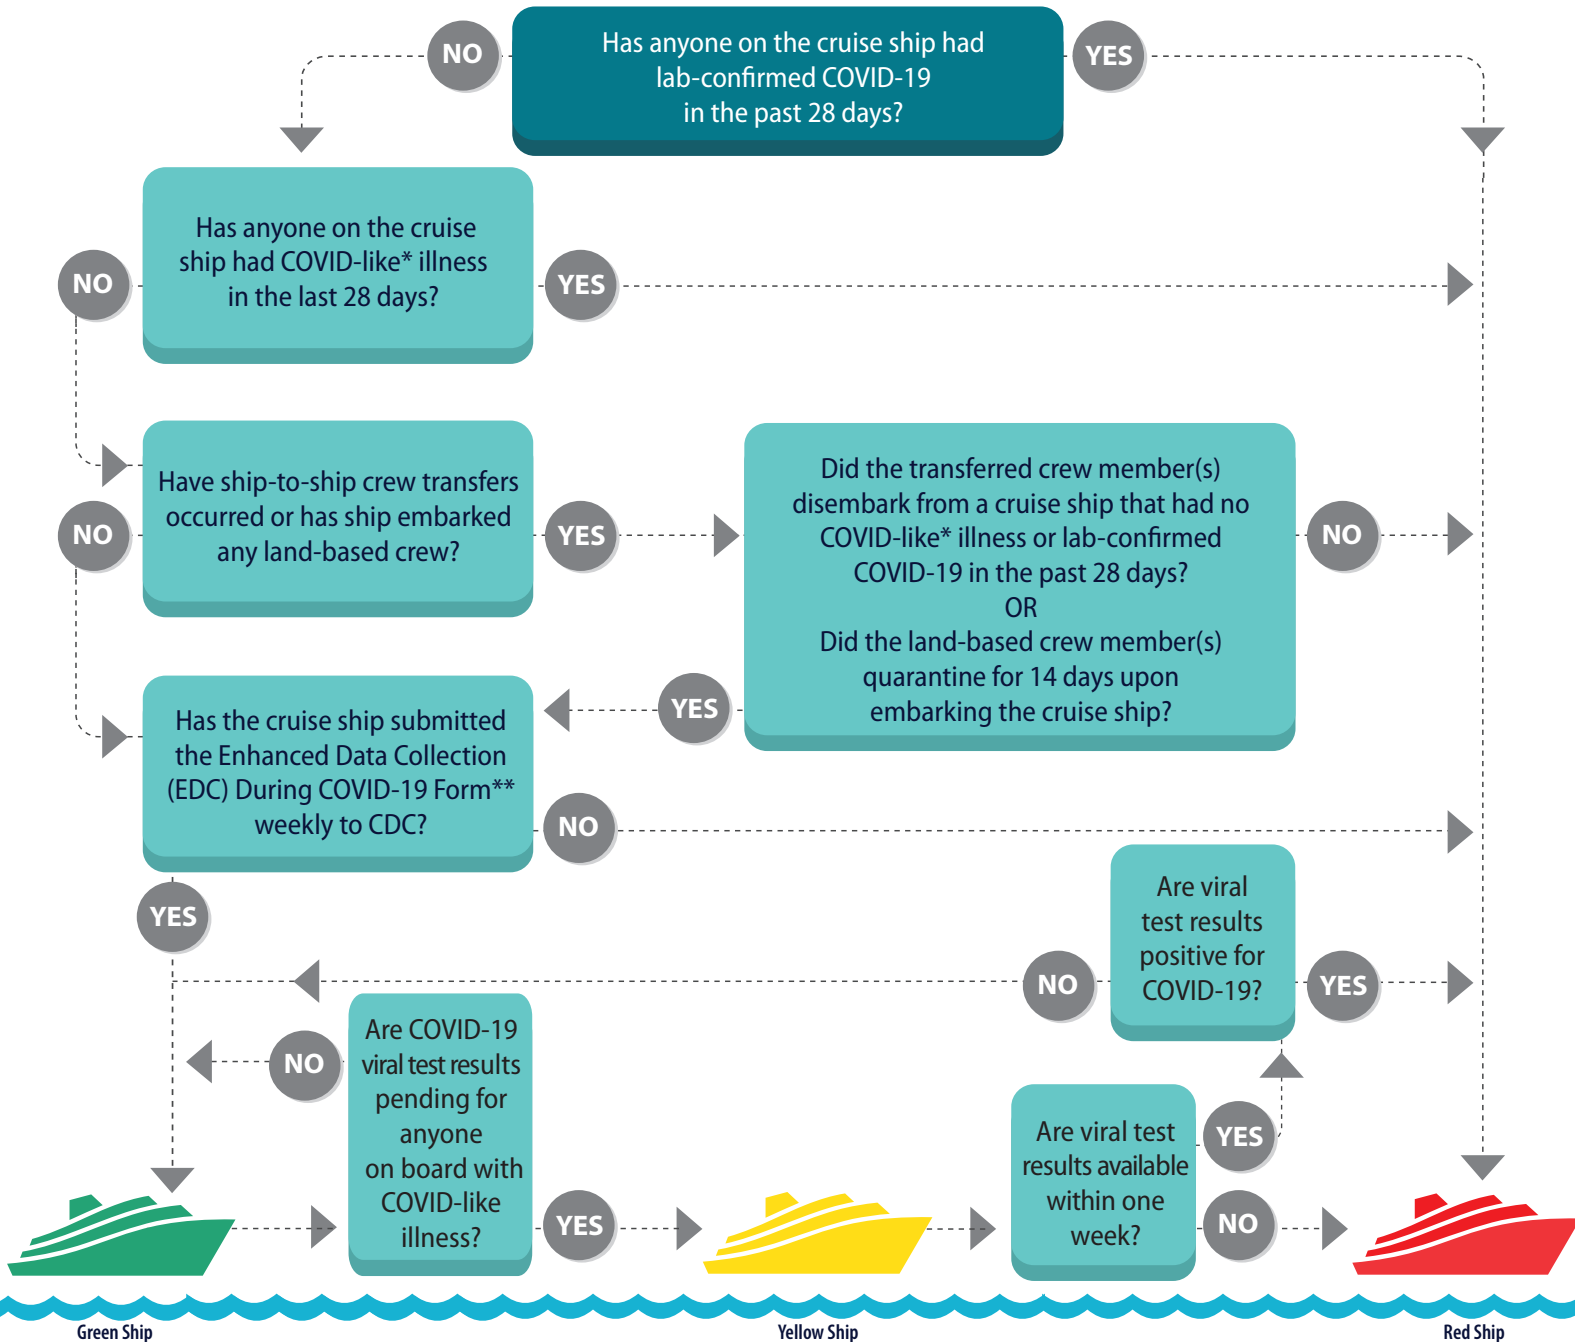 NO
Has anyone on the cruise ship had
lab-confirmed COVID-19
in the past 28 days?
YES
Has anyone on the cruise
ship had COVID-like* illness
in the last 28 days?
NO
YES
Have ship-to-ship crew transfers
occurred or has ship embarked
any land-based crew?
NO
YES
Did the transferred crew member(s)
disembark from a cruise ship that had no
COVID-like* illness or lab-confirmed
COVID-19 in the past 28 days?
OR
Did the land-based crew member(s)
quarantine for 14 days upon
embarking the cruise ship?
NO
YES
Has the cruise ship submitted
the Enhanced Data Collection
(EDC) During COVID-19 Form**
weekly to CDC?
NO
YES
Are viral
test results
positive for
COVID-19?
NO
YES
Are COVID-19
viral test results
pending for
anyone
on board with
COVID-like
illness?
NO
YES
Are viral test
results available
within one
week?
YES
NO
Green Ship
Yellow Ship
Red Ship